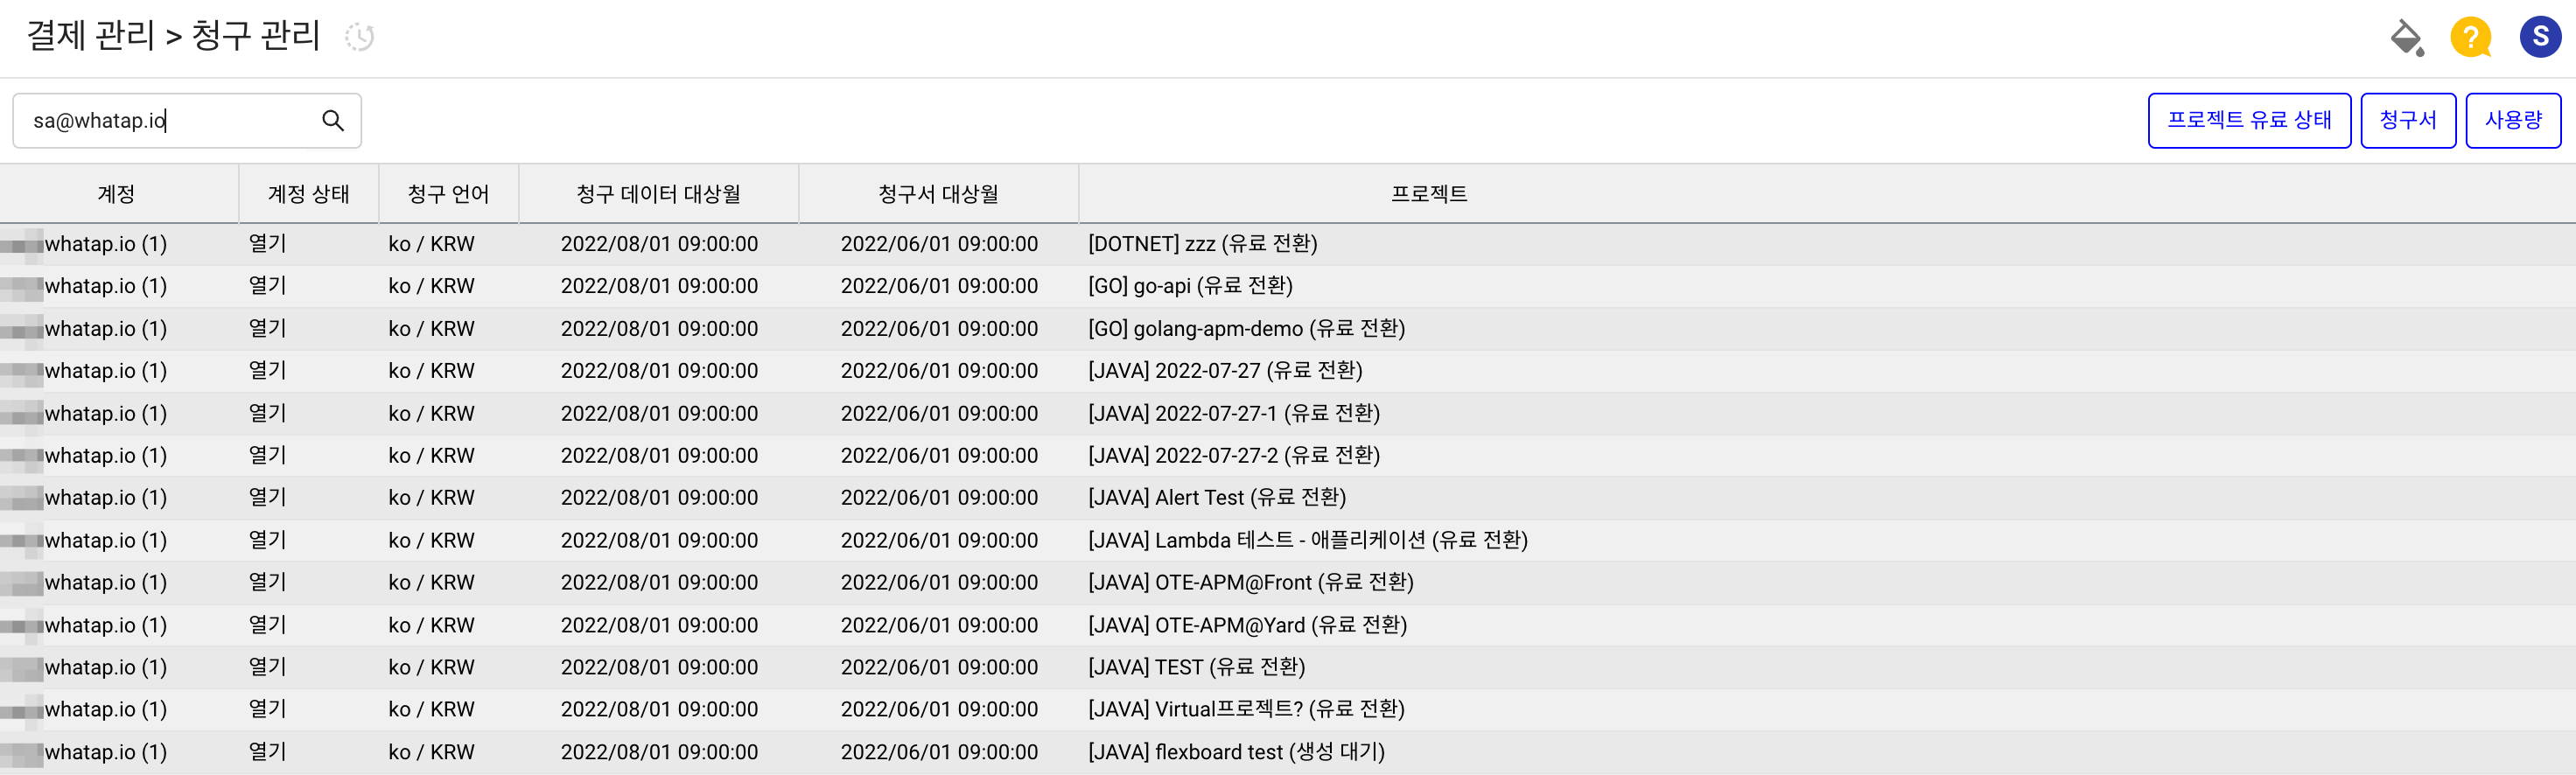 결제 관리 > 청구 관리
? S
sa@whatap.io
프로젝트 유료 상태 청구서 사용량
계정 계정 상태 청구 언어 청구 데이터 대상월 청구서 대상월 프로젝트
whatap.io (1) 열기 ko / KRW 2022/08/01 09:00:00 2022/06/01 09:00:00 [DOTNET] zzz (유료 전환)
whatap.io (1) 열기 ko / KRW 2022/08/01 09:00:00 2022/06/01 09:00:00 [GO] go-api (유료 전환)
whatap.io (1) 열기 ko / KRW 2022/08/01 09:00:00 2022/06/01 09:00:00 [GO] golang-apm-demo (유료 전환)
whatap.io (1) 열기 ko / KRW 2022/08/01 09:00:00 2022/06/01 09:00:00 [JAVA] 2022-07-27 (유료 전환)
whatap.io (1) 열기 ko / KRW 2022/08/01 09:00:00 2022/06/01 09:00:00 [JAVA] 2022-07-27-1 (유료 전환)
whatap.io (1) 열기 ko / KRW 2022/08/01 09:00:00 2022/06/01 09:00:00 [JAVA] 2022-07-27-2 (유료 전환)
whatap.io (1) 열기 ko / KRW 2022/08/01 09:00:00 2022/06/01 09:00:00 [JAVA] Alert Test (유료 전환)
whatap.io (1) 열기 ko / KRW 2022/08/01 09:00:00 2022/06/01 09:00:00 [JAVA] Lambda 테스트 - 애플리케이션 (유료 전환)
whatap.io (1) 열기 ko / KRW 2022/08/01 09:00:00 2022/06/01 09:00:00 [JAVA] OTE-APM@Front (유료 전환)
whatap.io (1) 열기 ko / KRW 2022/08/01 09:00:00 2022/06/01 09:00:00 [JAVA] OTE-APM@Yard (유료 전환)
whatap.io (1) 열기 ko / KRW 2022/08/01 09:00:00 2022/06/01 09:00:00 [JAVA] TEST (유료 전환)
whatap.io (1) 열기 ko / KRW 2022/08/01 09:00:00 2022/06/01 09:00:00 [JAVA] Virtual프로젝트? (유료 전환)
whatap.io (1) 열기 ko / KRW 2022/08/01 09:00:00 2022/06/01 09:00:00 [JAVA] flexboard test (생성 대기)